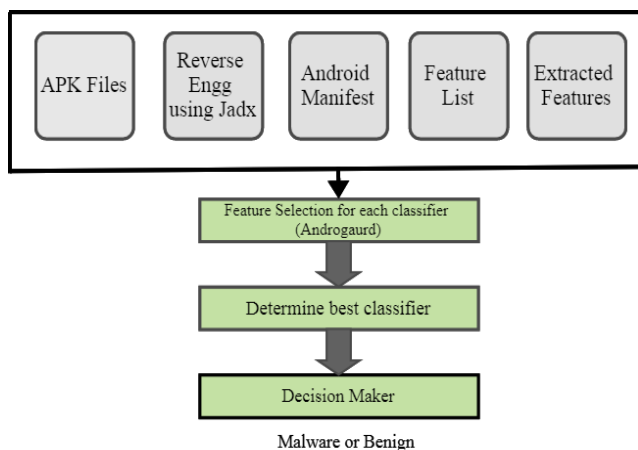 APK Files
Reverse
Engg
using Jadx
Android
Manifest
Feature
List
Extracted
Features
Feature Selection for each classifier
(Androgaurd)
Determine best classifier
Decision Maker
Malware or Benign